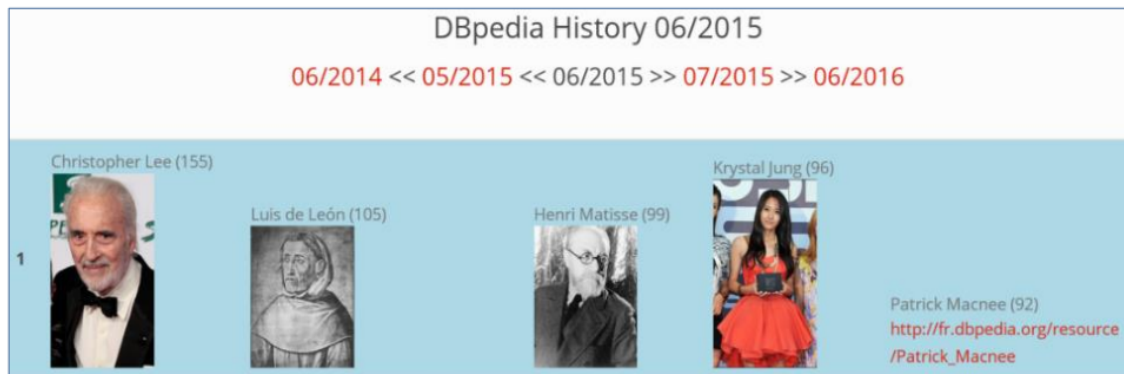 DBpedia History 06/2015
06/2014 << 05/2015 << 06/2015 >> 07/2015 >> 06/2016
1
Christopher Lee (155)
Luis de León (105)
Henri Matisse (99)
Krystal Jung (96)
Patrick Macnee (92)
http://fr.dbpedia.org/resource
/Patrick_Macnee